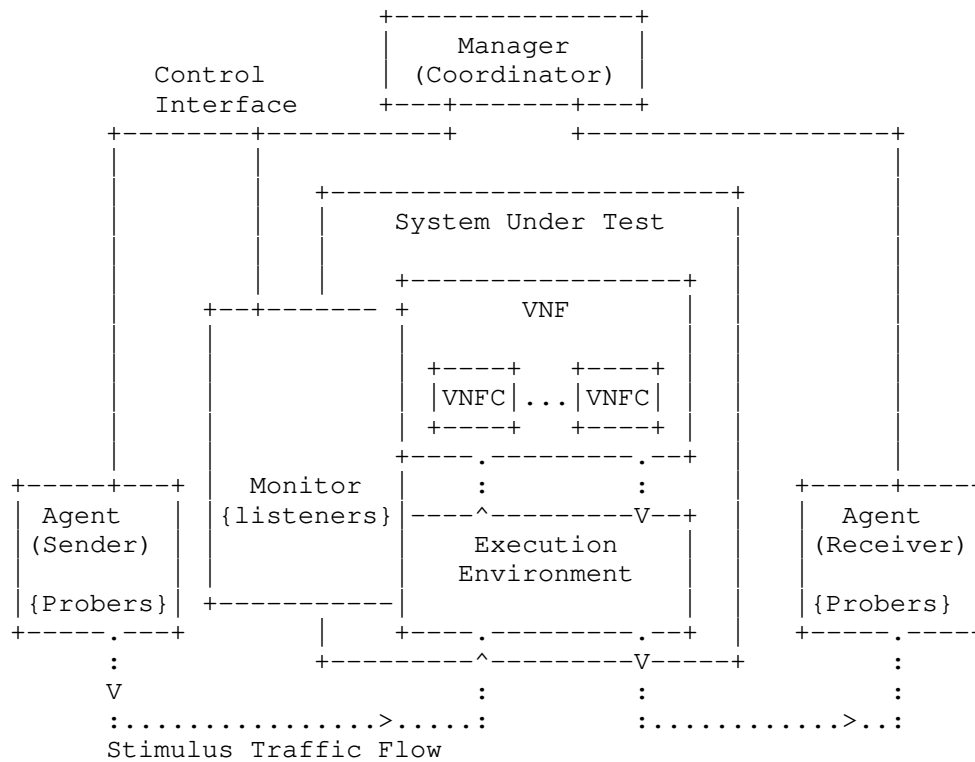 Manager
(Coordinator)
Control
Interface
System Under Test
VNF
VNFC ... VNFC
Monitor
{listeners}
Agent
(Sender)
{Probers}
Execution
Environment
Agent
(Receiver)
{Probers}
Stimulus Traffic Flow